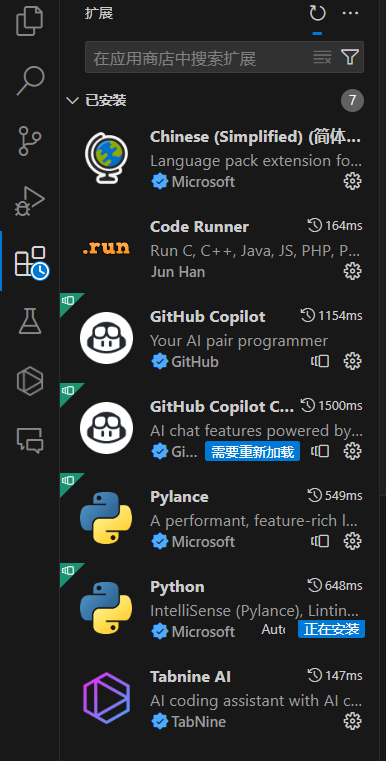 扩展
在应用商店中搜索扩展
已安装 7
Chinese (Simplified) (简体...
Language pack extension fo...
Microsoft
.run
Code Runner 164ms
Run C, C++, Java, JS, PHP, P...
Jun Han
GitHub Copilot 1154ms
Your AI pair programmer
GitHub
GitHub Copilot C... 1500ms
AI chat features powered by...
Gi... 需要重新加载
Pylance 549ms
A performant, feature-rich l...
Microsoft
Python 648ms
IntelliSense (Pylance), Lintin...
Microsoft Auto 正在安装
Tabnine AI 147ms
AI coding assistant with AI c...
TabNine